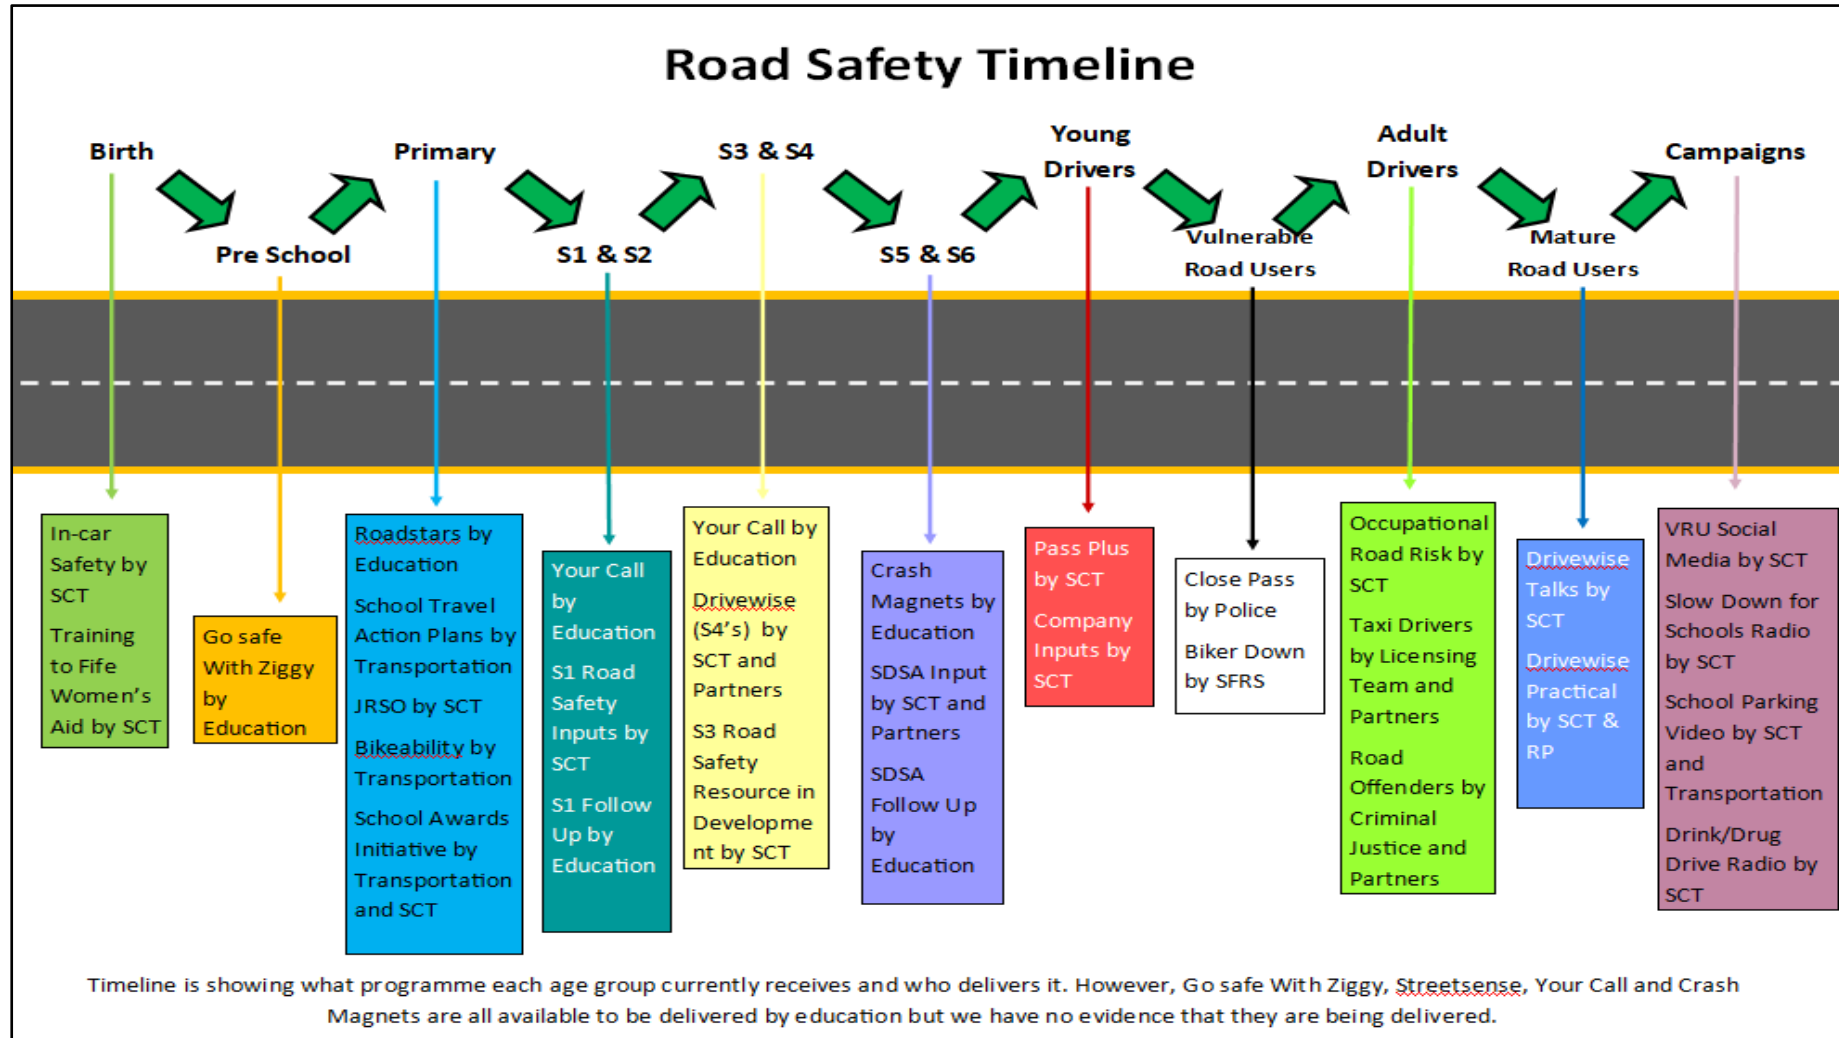 Road Safety Timeline
Birth
Pre School
Primary
S1 & S2
S3 & S4
S5 & S6
Young
Drivers
Vulnerable
Road Users
Adult
Drivers
Mature
Road Users
Campaigns
In-car
Safety by
SCT
Training
to Fife
Women's
Aid by SCT
Go safe
With Ziggy
by
Education
Roadstars by
Education
School Travel
Action Plans by
Transportation
JRSO by SCT
Bikeability by
Transportation
School Awards
Initiative by
Transportation
and SCT
Your Call
by
Education
S1 Road
Safety
Inputs by
SCT
S1 Follow
Up by
Education
Your Call by
Education
Drivewise
(S4's) by
SCT and
Partners
S3 Road
Safety
Resource in
Developme
nt by SCT
Crash
Magnets by
Education
SDSA Input
by SCT and
Partners
SDSA
Follow Up
by
Education
Pass Plus
by SCT
Company
Inputs by
SCT
Close Pass
by Police
Biker Down
by SFRS
Occupational
Road Risk by
SCT
Taxi Drivers
by Licensing
Team and
Partners
Road
Offenders by
Criminal
Justice and
Partners
Drivewise
Talks by
SCT
Drivewise
Practical
by SCT &
RP
VRU Social
Media by SCT
Slow Down for
Schools Radio
by SCT
School Parking
Video by SCT
and
Transportation
Drink/Drug
Drive Radio by
SCT
Timeline is showing what programme each age group currently receives and who delivers it. However, Go safe With Ziggy, Streetsense, Your Call and Crash
Magnets are all available to be delivered by education but we have no evidence that they are being delivered.